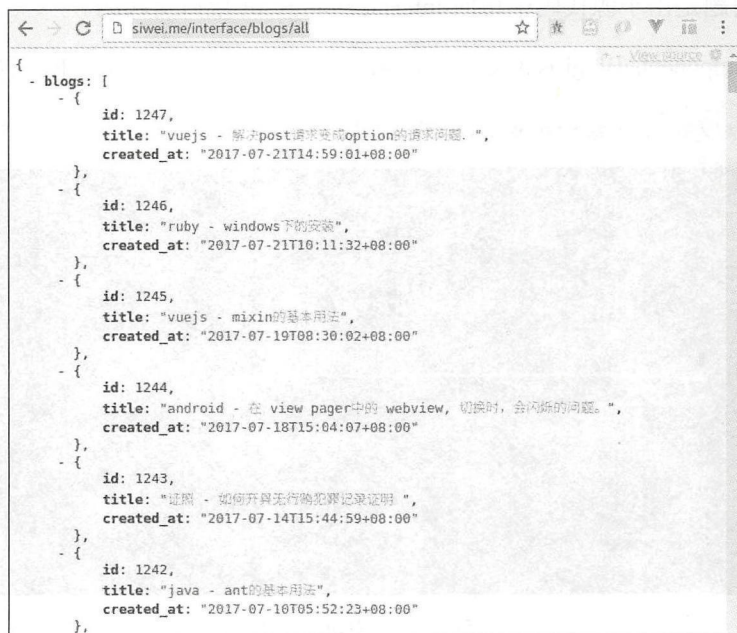 siwei.me/interface/blogs/all
View source
{
- blogs: [
- {
id: 1247,
title: "vuejs - 解决post请求变成option的请求问题. ",
created_at: "2017-07-21T14:59:01+08:00"
},
- {
id: 1246,
title: "ruby - windows下的安装",
created_at: "2017-07-21T10:11:32+08:00"
},
- {
id: 1245,
title: "vuejs - mixin的基本用法",
created_at: "2017-07-19T08:30:02+08:00"
},
- {
id: 1244,
title: "android - 在 view pager中的 webview, 切换时，会闪烁的问题。",
created_at: "2017-07-18T15:04:07+08:00"
},
- {
id: 1243,
title: "证照 - 如何开具无行贿犯罪记录证明 ",
created_at: "2017-07-14T15:44:59+08:00"
},
- {
id: 1242,
title: "java - ant的基本用法",
created_at: "2017-07-10T05:52:23+08:00"
},